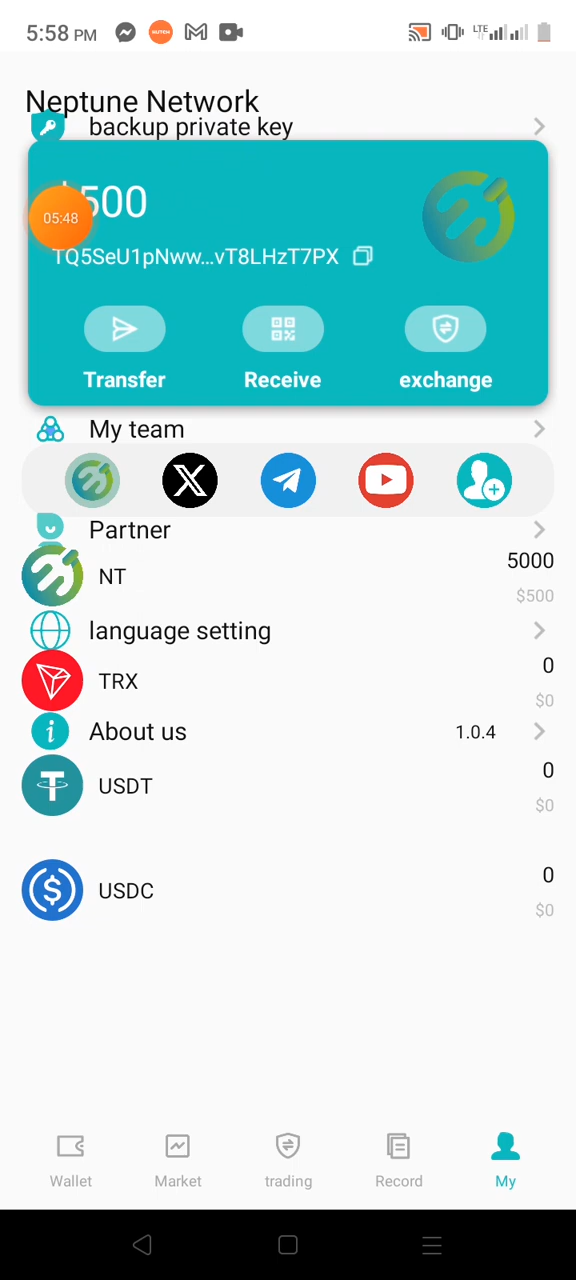 5:58 PM
LTE
Neptune Network
backup private key
$500
05:48
TQ5SeU1pNww...vT8LHzT7PX
Transfer
Receive
exchange
My team
Partner
NT
5000
$500
language setting
TRX
0
$0
About us
1.0.4
USDT
0
$0
USDC
0
$0
Wallet
Market
trading
Record
My